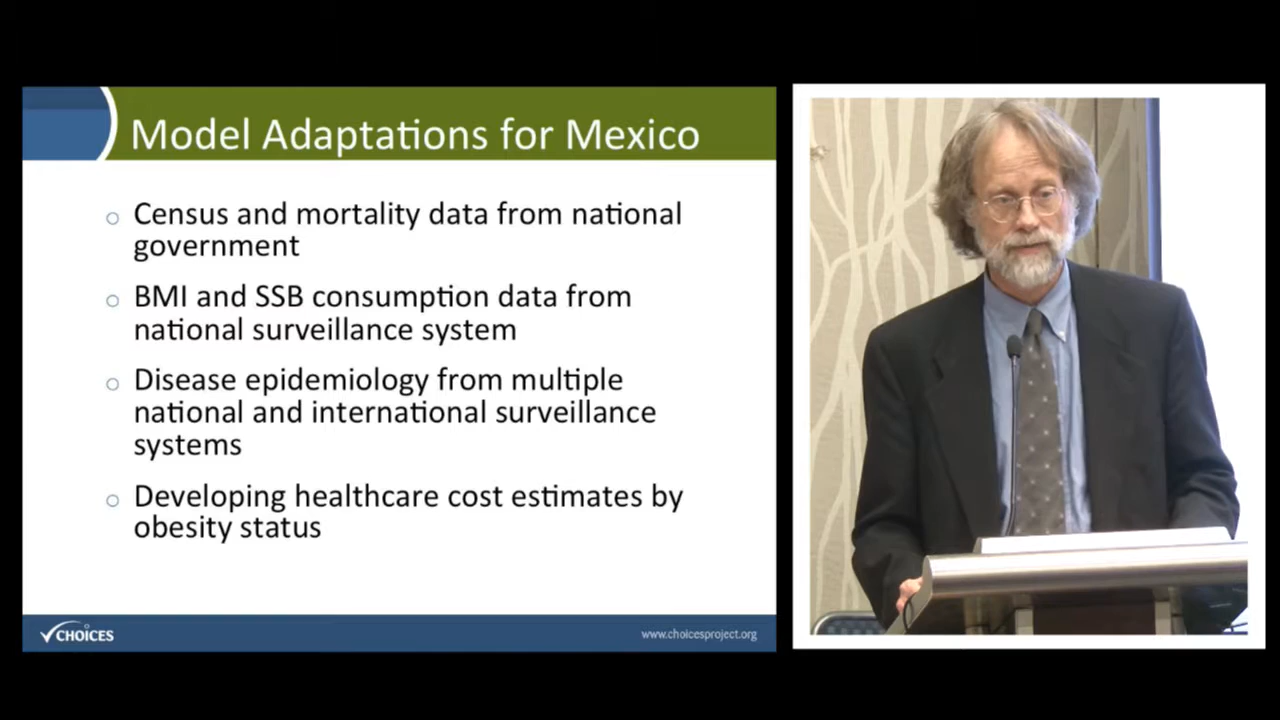 Model Adaptations for Mexico
Census and mortality data from national
government
BMI and SSB consumption data from
national surveillance system
Disease epidemiology from multiple
national and international surveillance
systems
Developing healthcare cost estimates by
obesity status
CHOICES
www.choicesproject.org